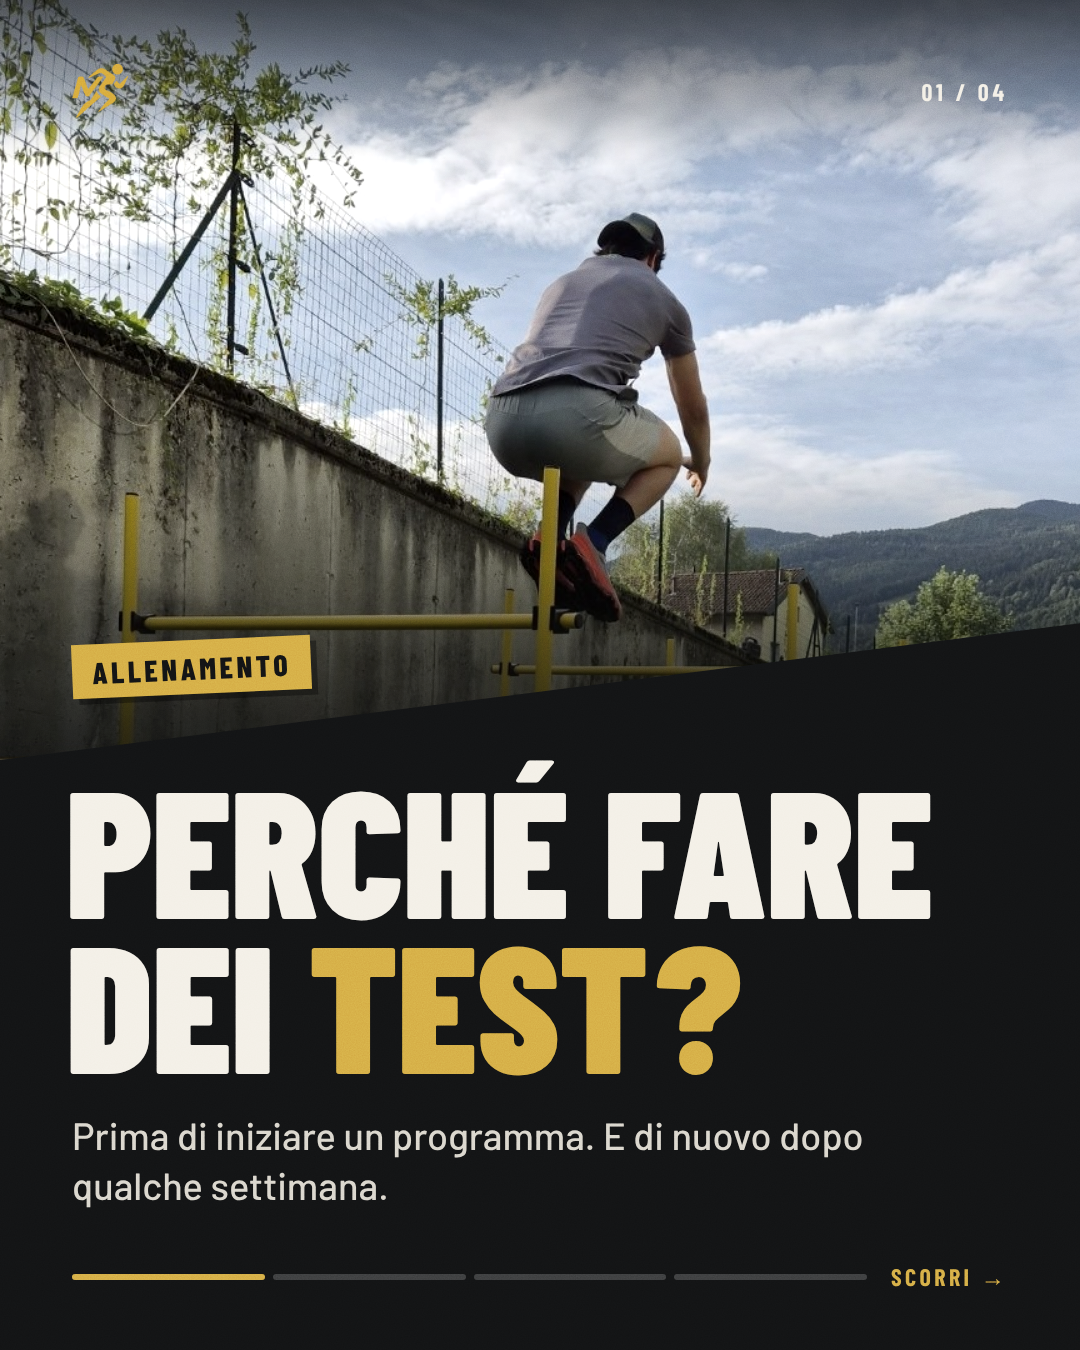 01 / 04
ALLENAMENTO
PERCHÉ FARE
DEI TEST?
Prima di iniziare un programma. E di nuovo dopo
qualche settimana.
SCORRI →